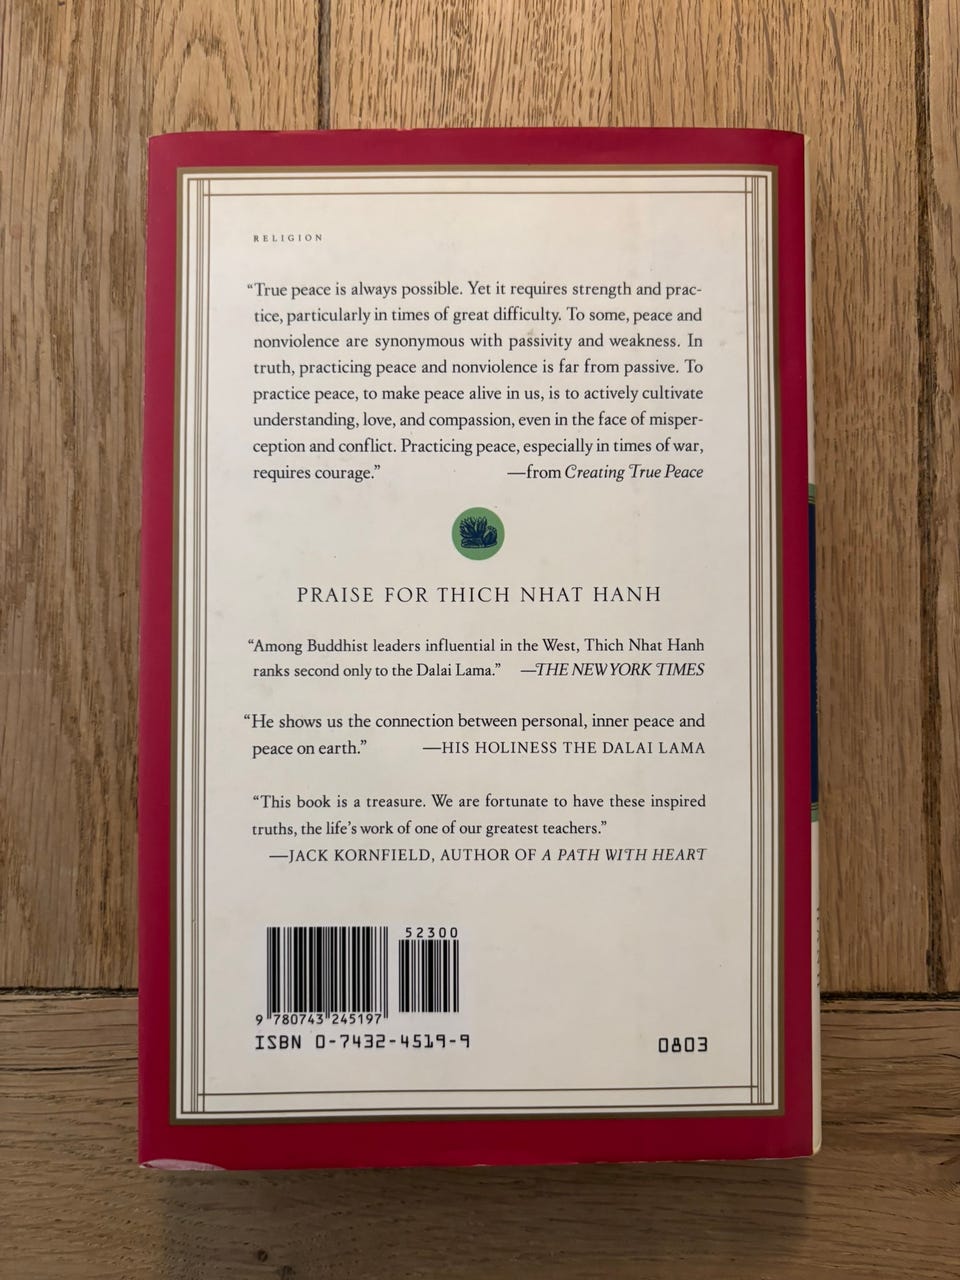 RELIGION
“True peace is always possible. Yet it requires strength and prac-
tice, particularly in times of great difficulty. To some, peace and
nonviolence are synonymous with passivity and weakness. In
truth, practicing peace and nonviolence is far from passive. To
practice peace, to make peace alive in us, is to actively cultivate
understanding, love, and compassion, even in the face of misper-
ception and conflict. Practicing peace, especially in times of war,
requires courage.” —from Creating True Peace
PRAISE FOR THICH NHAT HANH
“Among Buddhist leaders influential in the West, Thich Nhat Hanh
ranks second only to the Dalai Lama.” —THE NEW YORK TIMES
“He shows us the connection between personal, inner peace and
peace on earth.” —HIS HOLINESS THE DALAI LAMA
“This book is a treasure. We are fortunate to have these inspired
truths, the life’s work of one of our greatest teachers.”
—JACK KORNFIELD, AUTHOR OF A PATH WITH HEART
52300
9 780743 245197
ISBN 0-7432-4519-9
0803